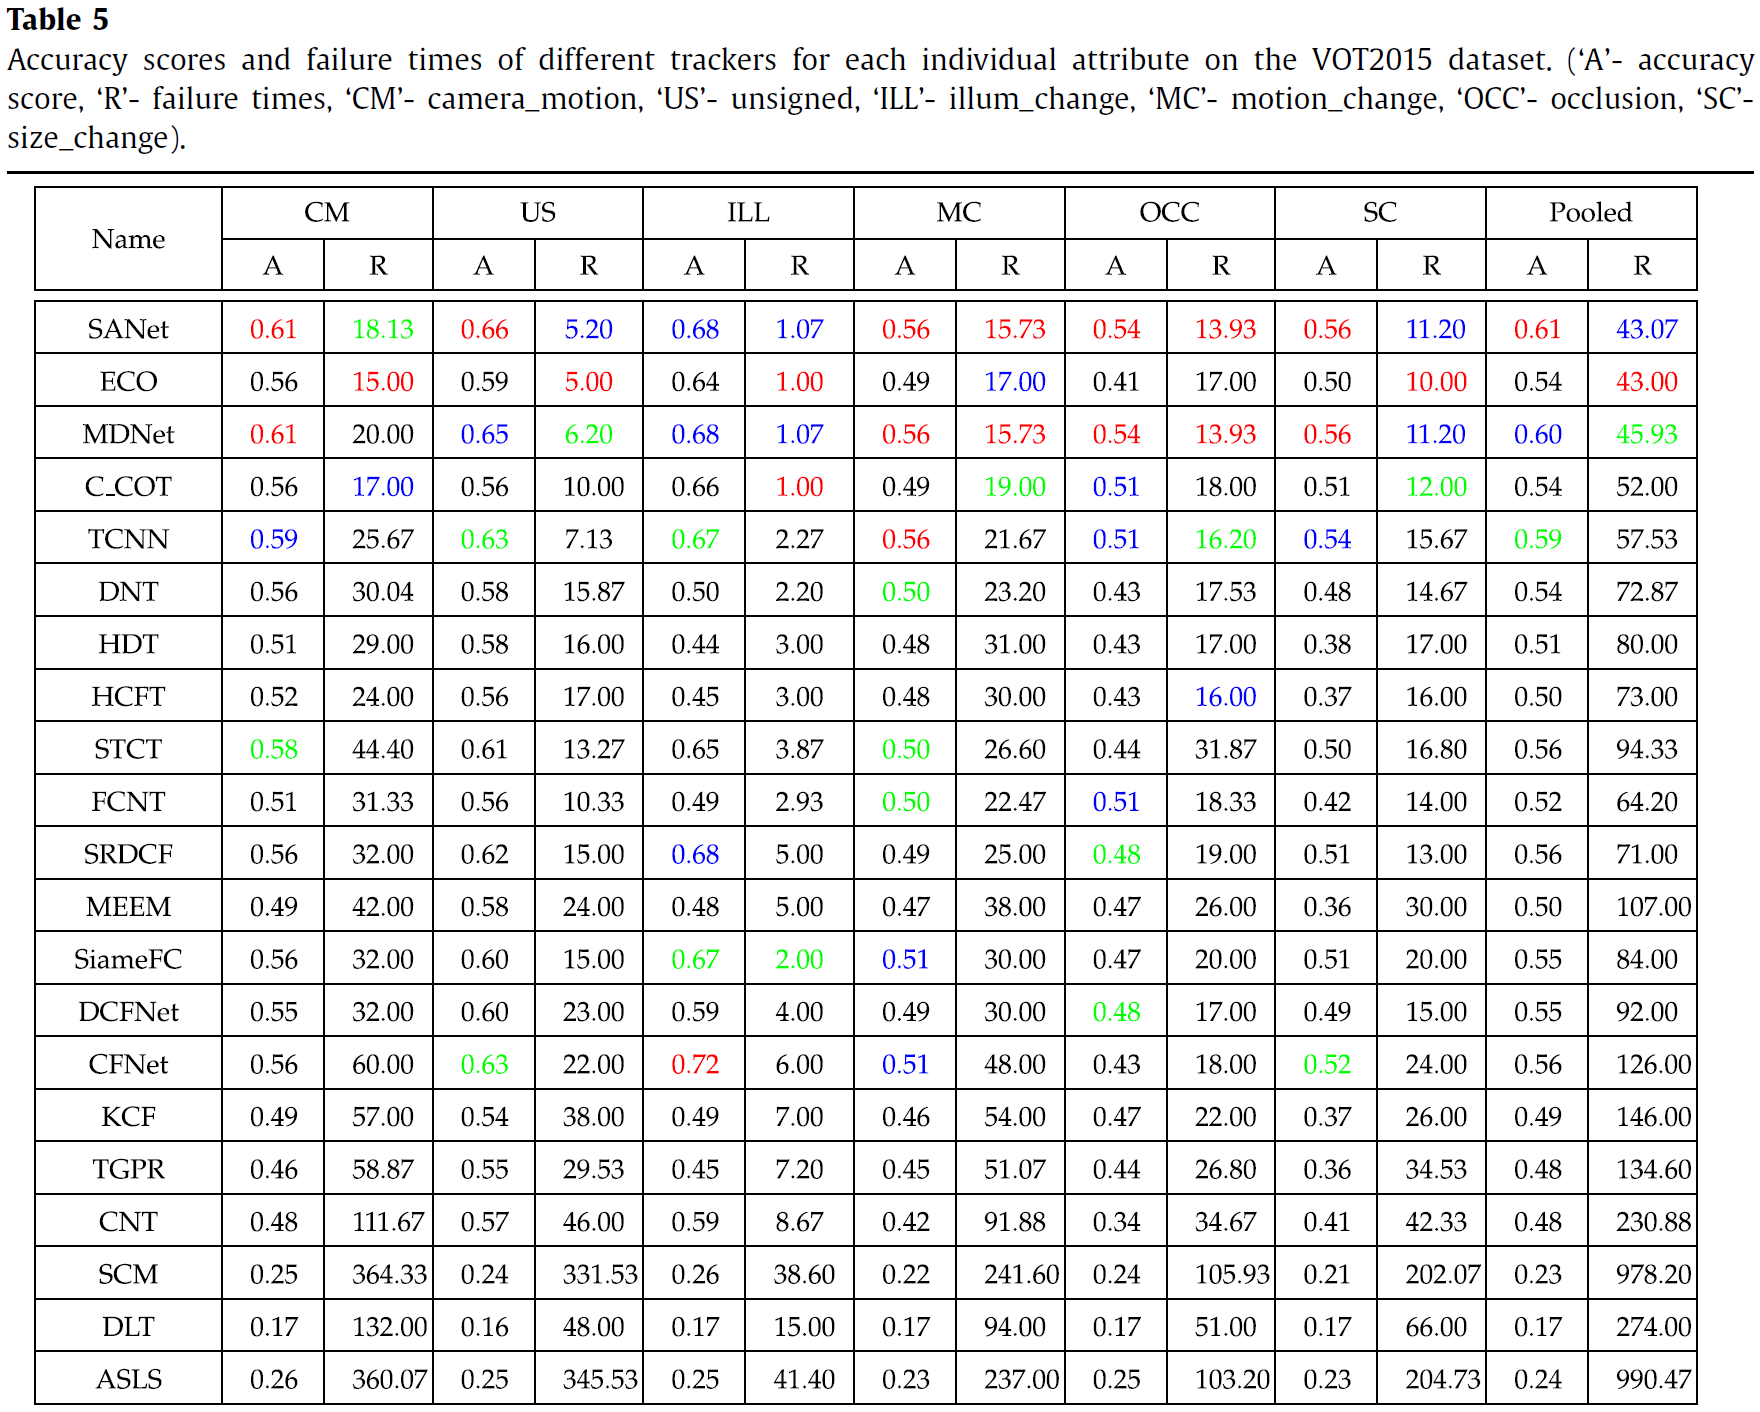 Table 5
Accuracy scores and failure times of different trackers for each individual attribute on the VOT2015 dataset. (‘A’- accuracy
score, ‘R’- failure times, ‘CM’- camera_motion, ‘US’- unsigned, ‘ILL’- illum_change, ‘MC’- motion_change, ‘OCC’- occlusion, ‘SC’-
size_change).
Name CM US ILL MC OCC SC Pooled
A R A R A R A R A R A R A R
SANet 0.61 18.13 0.66 5.20 0.68 1.07 0.56 15.73 0.54 13.93 0.56 11.20 0.61 43.07
ECO 0.56 15.00 0.59 5.00 0.64 1.00 0.49 17.00 0.41 17.00 0.50 10.00 0.54 43.00
MDNet 0.61 20.00 0.65 6.20 0.68 1.07 0.56 15.73 0.54 13.93 0.56 11.20 0.60 45.93
C_COT 0.56 17.00 0.56 10.00 0.66 1.00 0.49 19.00 0.51 18.00 0.51 12.00 0.54 52.00
TCNN 0.59 25.67 0.63 7.13 0.67 2.27 0.56 21.67 0.51 16.20 0.54 15.67 0.59 57.53
DNT 0.56 30.04 0.58 15.87 0.50 2.20 0.50 23.20 0.43 17.53 0.48 14.67 0.54 72.87
HDT 0.51 29.00 0.58 16.00 0.44 3.00 0.48 31.00 0.43 17.00 0.38 17.00 0.51 80.00
HCFT 0.52 24.00 0.56 17.00 0.45 3.00 0.48 30.00 0.43 16.00 0.37 16.00 0.50 73.00
STCT 0.58 44.40 0.61 13.27 0.65 3.87 0.50 26.60 0.44 31.87 0.50 16.80 0.56 94.33
FCNT 0.51 31.33 0.56 10.33 0.49 2.93 0.50 22.47 0.51 18.33 0.42 14.00 0.52 64.20
SRDCF 0.56 32.00 0.62 15.00 0.68 5.00 0.49 25.00 0.48 19.00 0.51 13.00 0.56 71.00
MEEM 0.49 42.00 0.58 24.00 0.48 5.00 0.47 38.00 0.47 26.00 0.36 30.00 0.50 107.00
SiameFC 0.56 32.00 0.60 15.00 0.67 2.00 0.51 30.00 0.47 20.00 0.51 20.00 0.55 84.00
DCFNet 0.55 32.00 0.60 23.00 0.59 4.00 0.49 30.00 0.48 17.00 0.49 15.00 0.55 92.00
CFNet 0.56 60.00 0.63 22.00 0.72 6.00 0.51 48.00 0.43 18.00 0.52 24.00 0.56 126.00
KCF 0.49 57.00 0.54 38.00 0.49 7.00 0.46 54.00 0.47 22.00 0.37 26.00 0.49 146.00
TGPR 0.46 58.87 0.55 29.53 0.45 7.20 0.45 51.07 0.44 26.80 0.36 34.53 0.48 134.60
CNT 0.48 111.67 0.57 46.00 0.59 8.67 0.42 91.88 0.34 34.67 0.41 42.33 0.48 230.88
SCM 0.25 364.33 0.24 331.53 0.26 38.60 0.22 241.60 0.24 105.93 0.21 202.07 0.23 978.20
DLT 0.17 132.00 0.16 48.00 0.17 15.00 0.17 94.00 0.17 51.00 0.17 66.00 0.17 274.00
ASLS 0.26 360.07 0.25 345.53 0.25 41.40 0.23 237.00 0.25 103.20 0.23 204.73 0.24 990.47